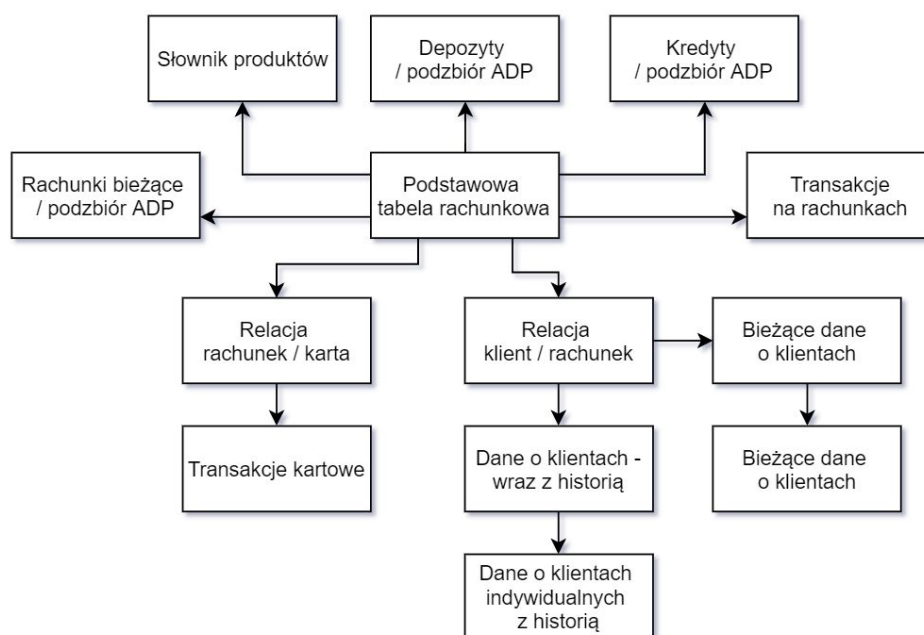 Słownik produktów
Depozyty
/ podzbiór ADP
Kredyty
/ podzbiór ADP
Rachunki bieżące
/ podzbiór ADP
Podstawowa
tabela rachunkowa
Transakcje
na rachunkach
Relacja
rachunek / karta
Relacja
klient / rachunek
Bieżące dane
o klientach
Transakcje kartowe
Dane o klientach -
wraz z historią
Bieżące dane
o klientach
Dane o klientach
indywidualnych
z historią